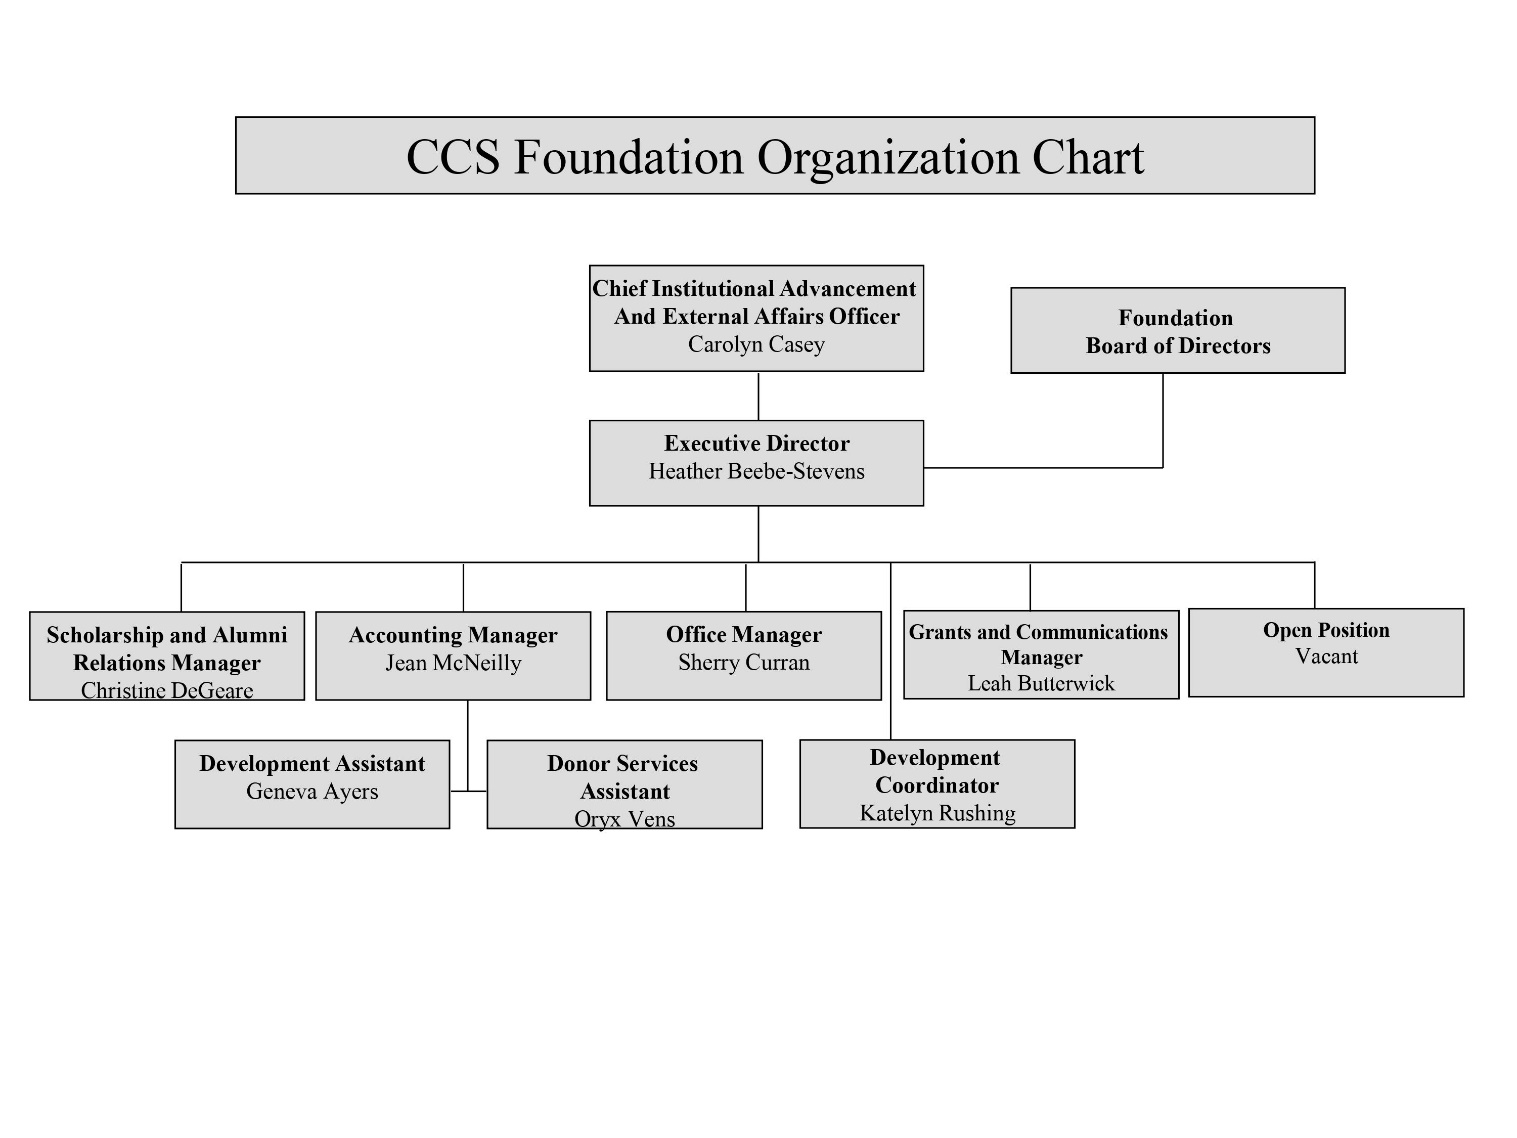 CCS Foundation Organization Chart
Chief Institutional Advancement
And External Affairs Officer
Carolyn Casey
Foundation
Board of Directors
Executive Director
Heather Beebe-Stevens
Scholarship and Alumni
Relations Manager
Christine DeGeare
Accounting Manager
Jean McNeilly
Office Manager
Sherry Curran
Grants and Communications
Manager
Leah Butterwick
Open Position
Vacant
Development Assistant
Geneva Ayers
Donor Services
Assistant
Oryx Vens
Development
Coordinator
Katelyn Rushing